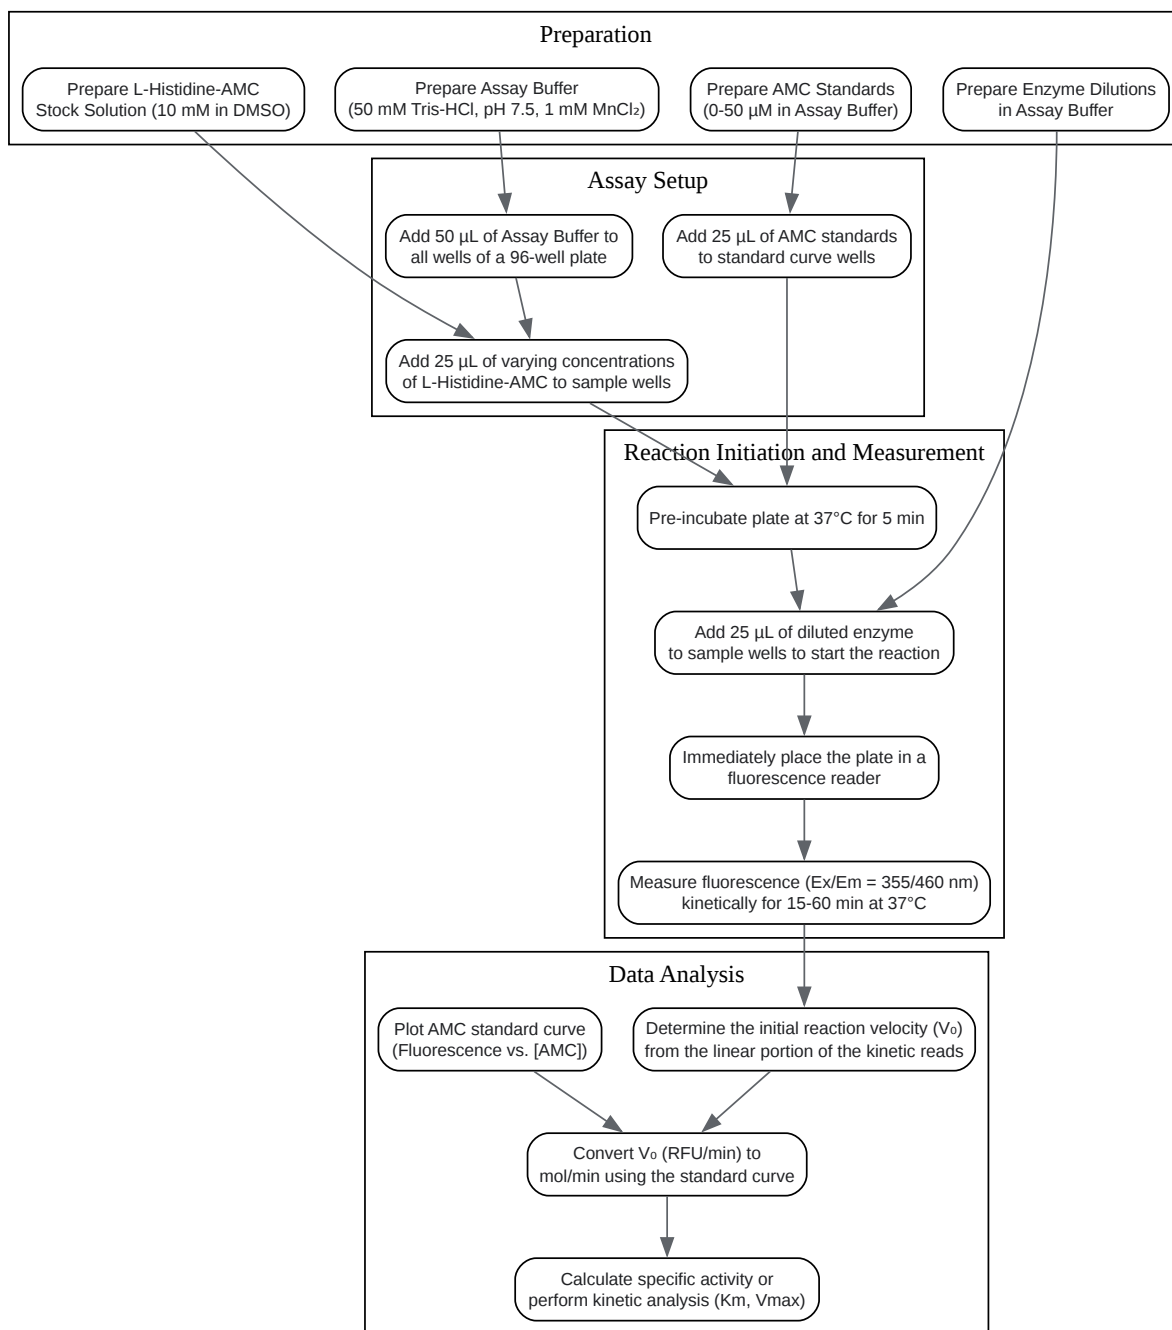 Preparation
Prepare L-Histidine-AMC
Stock Solution (10 mM in DMSO)
Prepare Assay Buffer
(50 mM Tris-HCl, pH 7.5, 1 mM MnCl₂)
Prepare AMC Standards
(0-50 µM in Assay Buffer)
Prepare Enzyme Dilutions
in Assay Buffer
Assay Setup
Add 50 µL of Assay Buffer to
all wells of a 96-well plate
Add 25 µL of AMC standards
to standard curve wells
Add 25 µL of varying concentrations
of L-Histidine-AMC to sample wells
Reaction Initiation and Measurement
Pre-incubate plate at 37°C for 5 min
Add 25 µL of diluted enzyme
to sample wells to start the reaction
Immediately place the plate in a
fluorescence reader
Measure fluorescence (Ex/Em = 355/460 nm)
kinetically for 15-60 min at 37°C
Data Analysis
Plot AMC standard curve
(Fluorescence vs. [AMC])
Determine the initial reaction velocity (V₀)
from the linear portion of the kinetic reads
Convert V₀ (RFU/min) to
mol/min using the standard curve
Calculate specific activity or
perform kinetic analysis (Km, Vmax)